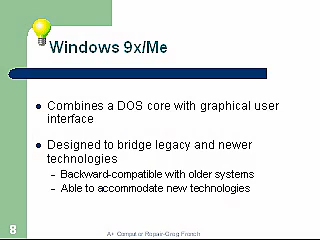 Windows 9x/Me
Combines a DOS core with graphical user
interface
Designed to bridge legacy and newer
technologies
– Backward-compatible with older systems
– Able to accommodate new technologies
8
A+ Computer Repair-Greg French